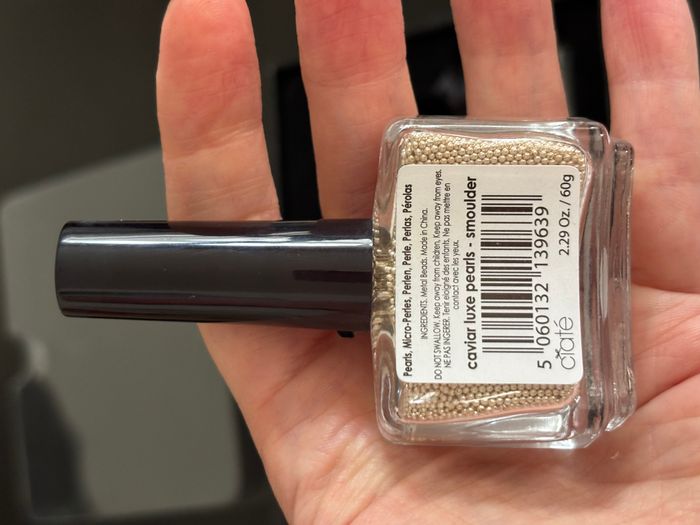 Pearls, Micro-Perles, Perlen, Perle, Perlas, Pérolas
INGREDIENTS. Metal Beads. Made in China.
DO NOT SWALLOW. Keep away from children. Keep away from eyes.
NE PAS INGERER. Tenir eloigné des enfants. Ne pas mettre en
contact avec les yeux.
caviar luxe pearls - smoulder
5 060132 139639
2.29 Oz. / 60g
ciaté